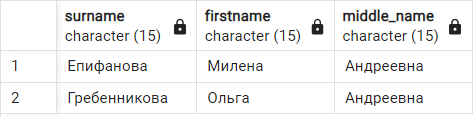 surname firstname middle_name
character (15) character (15) character (15)
1 Епифанова Милена Андреевна
2 Гребенникова Ольга Андреевна